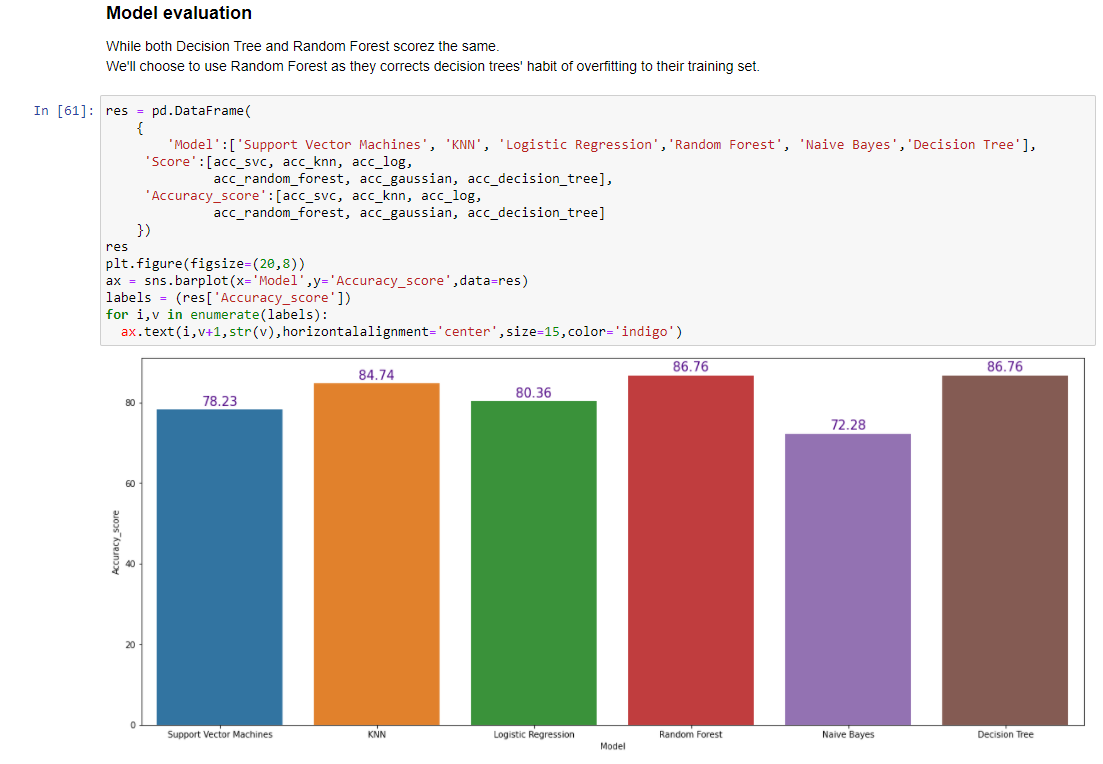 Model evaluation
While both Decision Tree and Random Forest scorez the same.
We'll choose to use Random Forest as they corrects decision trees' habit of overfitting to their training set.
In [61]:
res = pd.DataFrame(
    {
        'Model':['Support Vector Machines', 'KNN', 'Logistic Regression','Random Forest', 'Naive Bayes','Decision Tree'],
     'Score':[acc_svc, acc_knn, acc_log,
              acc_random_forest, acc_gaussian, acc_decision_tree],
     'Accuracy_score':[acc_svc, acc_knn, acc_log,
              acc_random_forest, acc_gaussian, acc_decision_tree]
    })
res
plt.figure(figsize=(20,8))
ax = sns.barplot(x='Model',y='Accuracy_score',data=res)
labels = (res['Accuracy_score'])
for i,v in enumerate(labels):
  ax.text(i,v+1,str(v),horizontalalignment='center',size=15,color='indigo')
78.23 84.74 80.36 86.76 72.28 86.76
80
60
40
20
0
Accuracy_score
Support Vector Machines KNN Logistic Regression Random Forest Naive Bayes Decision Tree
Model